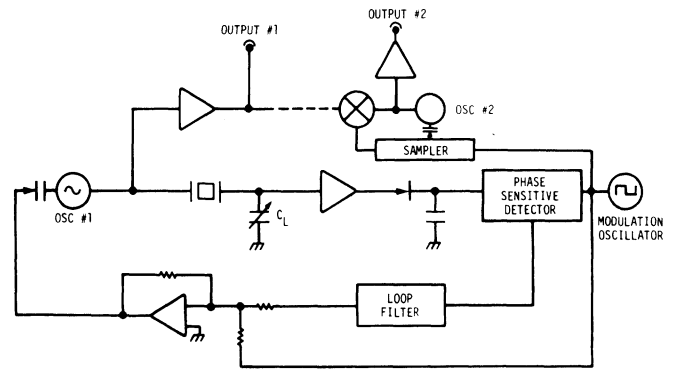 OUTPUT #2
OUTPUT #1
OSC #2
SAMPLER
OSC #1
C_L
PHASE
SENSITIVE
DETECTOR
MODULATION
OSCILLATOR
LOOP
FILTER